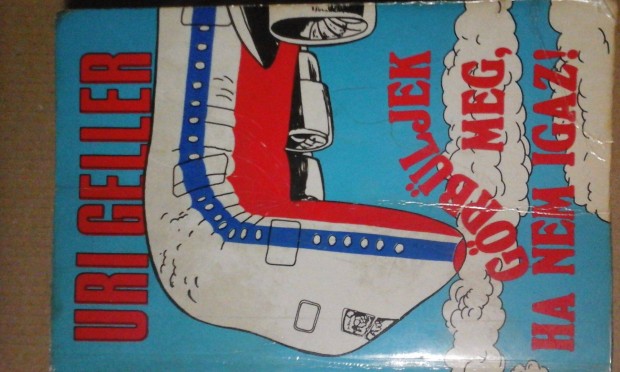 URI GELLER
GÖRBÜLJEK
MEG,
HA NEM IGAZ!